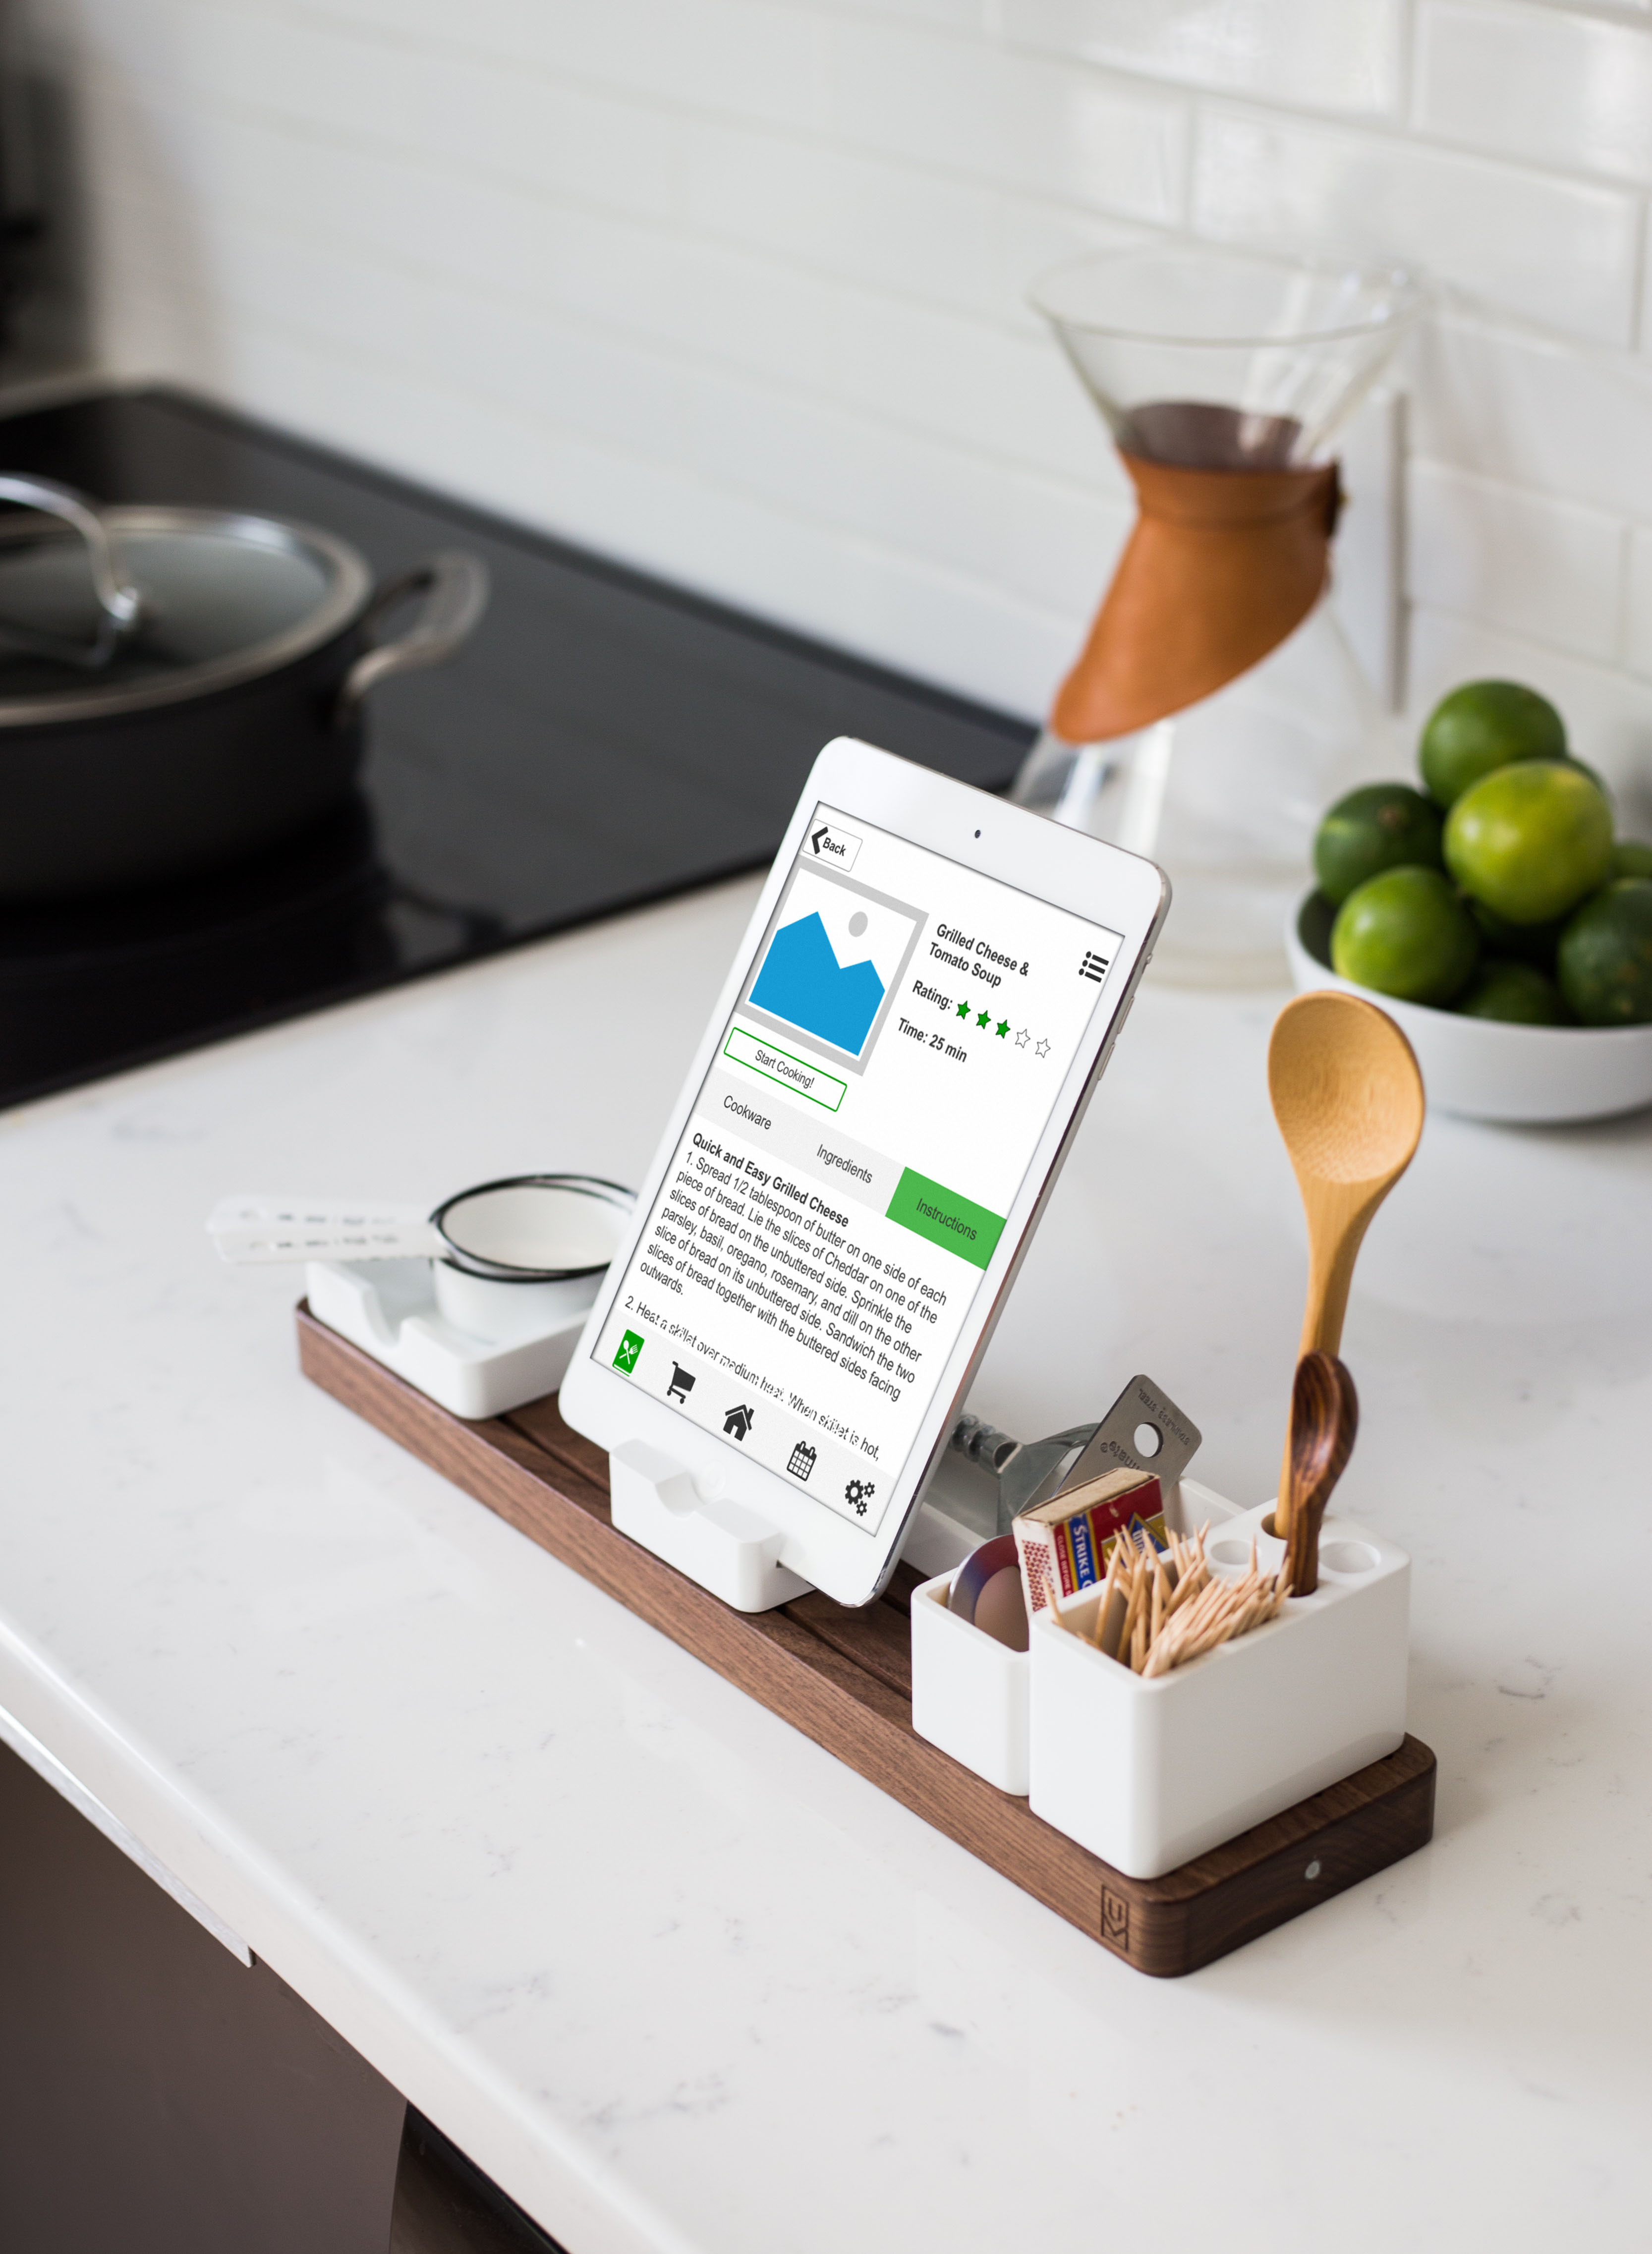 Back
Grilled Cheese &
Tomato Soup
Rating:
Time: 25 min
Start Cooking!
Cookware
Ingredients
Instructions
Quick and Easy Grilled Cheese
1. Spread 1/2 tablespoon of butter on one side of each
piece of bread. Lie the slices of Cheddar on one of the
slices of bread on the unbuttered side. Sprinkle the
parsley, basil, oregano, rosemary, and dill on the other
slice of bread on its unbuttered side. Sandwich the two
slices of bread together with the buttered sides facing
outwards.
2. Heat a skillet over medium heat. When skillet is hot,
STRIKE
CLOSE BEFORE